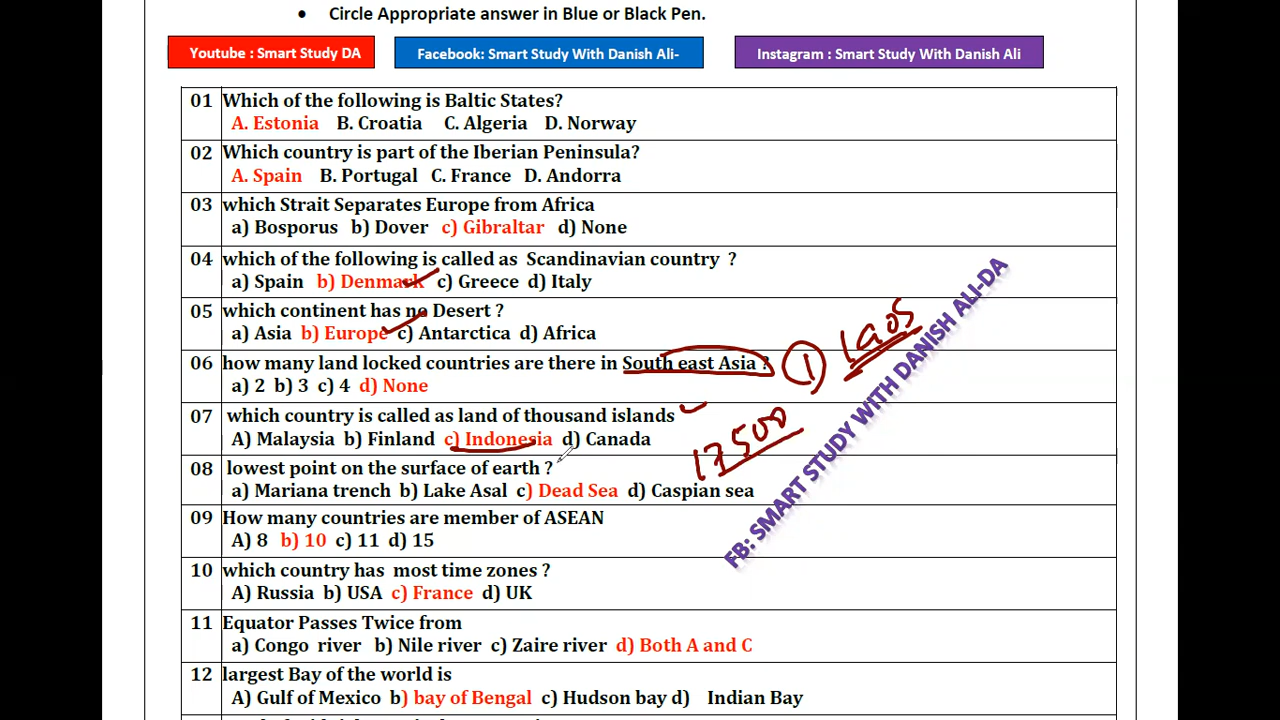 • Circle Appropriate answer in Blue or Black Pen.
Youtube : Smart Study DA
Facebook: Smart Study With Danish Ali-
Instagram : Smart Study With Danish Ali
01 Which of the following is Baltic States?
A. Estonia B. Croatia C. Algeria D. Norway
02 Which country is part of the Iberian Peninsula?
A. Spain B. Portugal C. France D. Andorra
03 which Strait Separates Europe from Africa
a) Bosporus b) Dover c) Gibraltar d) None
04 which of the following is called as Scandinavian country ?
a) Spain b) Denmark c) Greece d) Italy
05 which continent has no Desert ?
a) Asia b) Europe c) Antarctica d) Africa
06 how many land locked countries are there in South east Asia ? 1 Laos
a) 2 b) 3 c) 4 d) None
07 which country is called as land of thousand islands
A) Malaysia b) Finland c) Indonesia d) Canada 17500
08 lowest point on the surface of earth ?
a) Mariana trench b) Lake Asal c) Dead Sea d) Caspian sea
09 How many countries are member of ASEAN
A) 8 b) 10 c) 11 d) 15
10 which country has most time zones ?
A) Russia b) USA c) France d) UK
11 Equator Passes Twice from
a) Congo river b) Nile river c) Zaire river d) Both A and C
12 largest Bay of the world is
A) Gulf of Mexico b) bay of Bengal c) Hudson bay d) Indian Bay
FB: SMART STUDY WITH DANISH ALI-DA